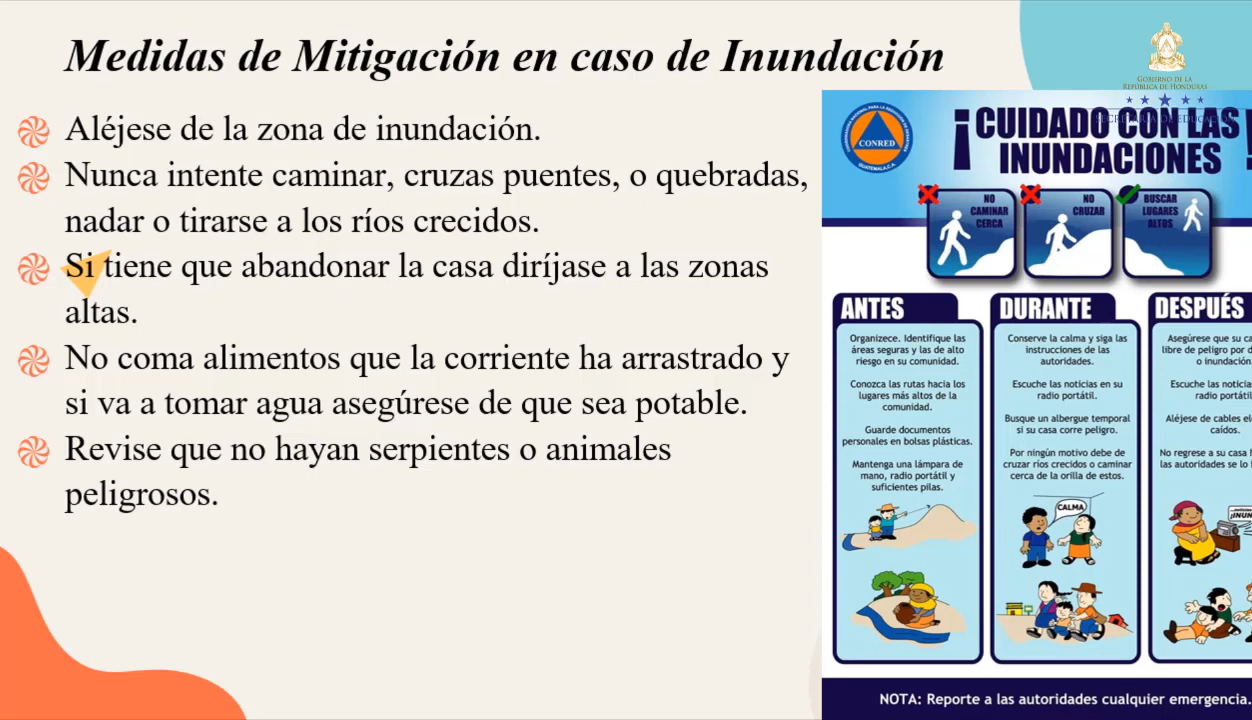 Medidas de Mitigación en caso de Inundación
Aléjese de la zona de inundación.
Nunca intente caminar, cruzas puentes, o quebradas,
nadar o tirarse a los ríos crecidos.
Si tiene que abandonar la casa diríjase a las zonas
altas.
No coma alimentos que la corriente ha arrastrado y
si va a tomar agua asegúrese de que sea potable.
Revise que no hayan serpientes o animales
peligrosos.
GOBIERNO DE LA
REPÚBLICA DE HONDURAS
SECRETARÍA DE EDUCACIÓN
CONRED
¡CUIDADO CON LAS
INUNDACIONES!
NO
CAMINAR
CERCA
NO
CRUZAR
BUSCAR
LUGARES
ALTOS
ANTES
Organizece. Identifique las
áreas seguras y las de alto
riesgo en su comunidad.
Conozca las rutas hacia los
lugares más altos de la
comunidad.
Guarde documentos
personales en bolsas plásticas.
Mantenga una lámpara de
mano, radio portátil y
suficientes pilas.
DURANTE
Conserve la calma y siga las
instrucciones de las
autoridades.
Escuche las noticias en su
radio portátil.
Busque un albergue temporal
si su casa corre peligro.
Por ningún motivo debe de
cruzar ríos crecidos o caminar
cerca de la orilla de estos.
CALMA
DESPUÉS
Asegúrese que su
libre de peligro por
o inundación
Escuche las
radio portátil
Aléjese de cables
caídos.
No regrese a su casa
las autoridades se lo
NOTA: Reporte a las autoridades cualquier emergencia.